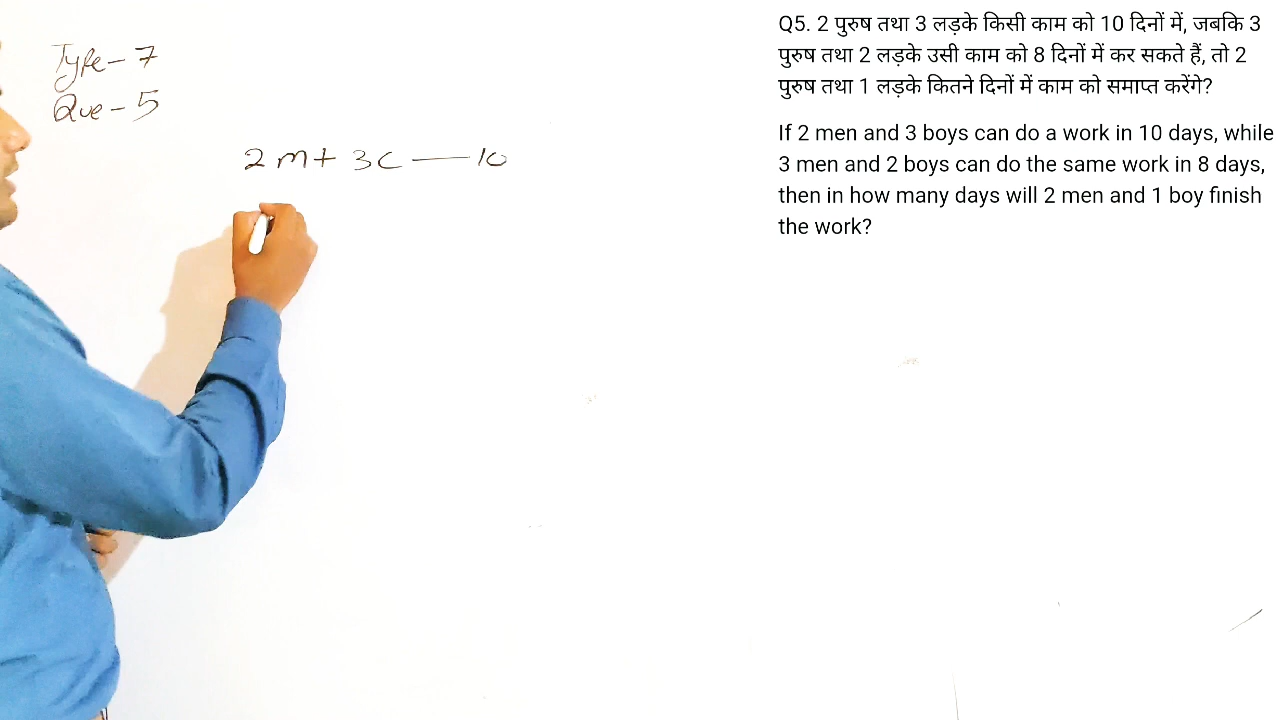 Type - 7
Que - 5
2 m + 3c — 10
Q5. 2 पुरुष तथा 3 लड़के किसी काम को 10 दिनों में, जबकि 3
पुरुष तथा 2 लड़के उसी काम को 8 दिनों में कर सकते हैं, तो 2
पुरुष तथा 1 लड़के कितने दिनों में काम को समाप्त करेंगे?
If 2 men and 3 boys can do a work in 10 days, while
3 men and 2 boys can do the same work in 8 days,
then in how many days will 2 men and 1 boy finish
the work?